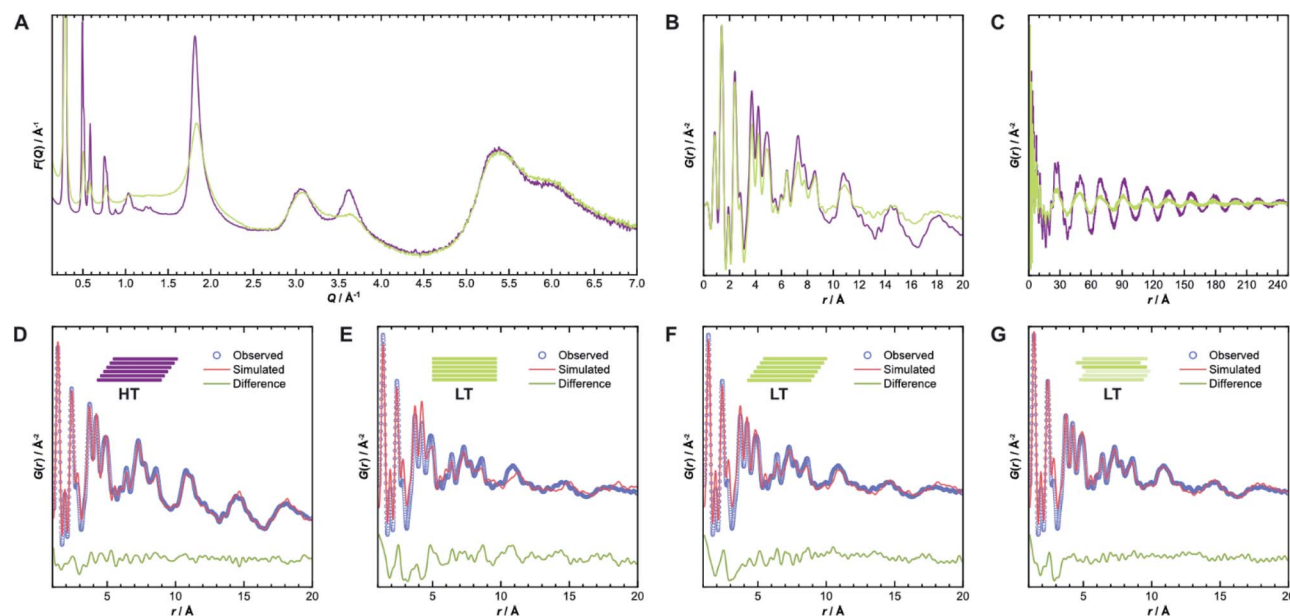 A
F(Q) / Å⁻¹
0.5 1.0 1.5 2.0 2.5 3.0 3.5 4.0 4.5 5.0 5.5 6.0 6.5 7.0
Q / Å⁻¹
B
G(r) / Å⁻²
0 2 4 6 8 10 12 14 16 18 20
r / Å
C
G(r) / Å⁻²
0 30 60 90 120 150 180 210 240
r / Å
D
G(r) / Å⁻²
Observed
Simulated
Difference
HT
5 10 15 20
r / Å
E
G(r) / Å⁻²
Observed
Simulated
Difference
LT
5 10 15 20
r / Å
F
G(r) / Å⁻²
Observed
Simulated
Difference
LT
5 10 15 20
r / Å
G
G(r) / Å⁻²
Observed
Simulated
Difference
LT
5 10 15 20
r / Å